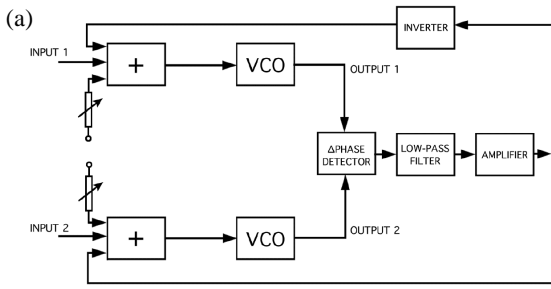 (a)
INVERTER
INPUT 1
+
VCO
OUTPUT 1
ΔPHASE
DETECTOR
LOW-PASS
FILTER
AMPLIFIER
INPUT 2
+
VCO
OUTPUT 2